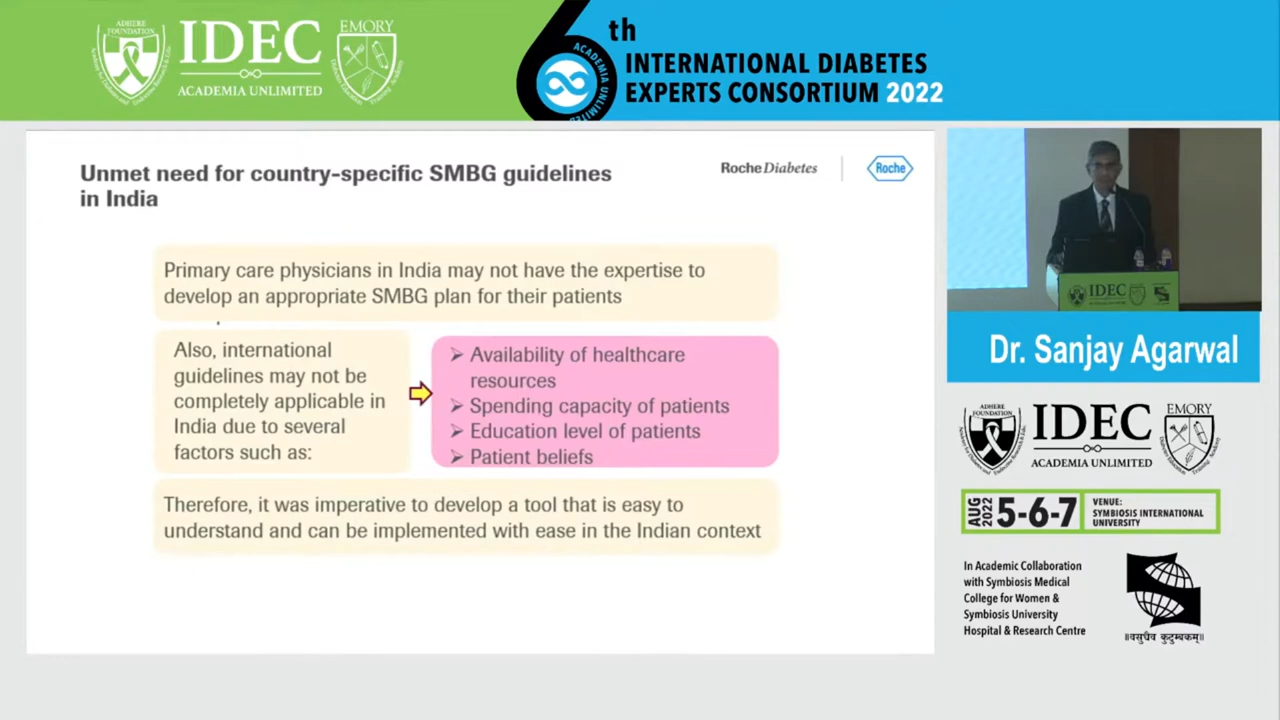 ADHERE
FOUNDATION
IDEC
ACADEMIA UNLIMITED
EMORY
6th
ACADEMIA UNLIMITED
INTERNATIONAL DIABETES
EXPERTS CONSORTIUM 2022
Unmet need for country-specific SMBG guidelines
in India
Roche Diabetes
Roche
Primary care physicians in India may not have the expertise to
develop an appropriate SMBG plan for their patients
Also, international
guidelines may not be
completely applicable in
India due to several
factors such as:
➢ Availability of healthcare
resources
➢ Spending capacity of patients
➢ Education level of patients
➢ Patient beliefs
Therefore, it was imperative to develop a tool that is easy to
understand and can be implemented with ease in the Indian context
IDEC
Dr. Sanjay Agarwal
ADHERE
FOUNDATION
IDEC
ACADEMIA UNLIMITED
EMORY
AUG
2022
5-6-7
VENUE:
SYMBIOSIS INTERNATIONAL
UNIVERSITY
In Academic Collaboration
with Symbiosis Medical
College for Women &
Symbiosis University
Hospital & Research Centre
॥वसुधैव कुटुम्बकम्॥